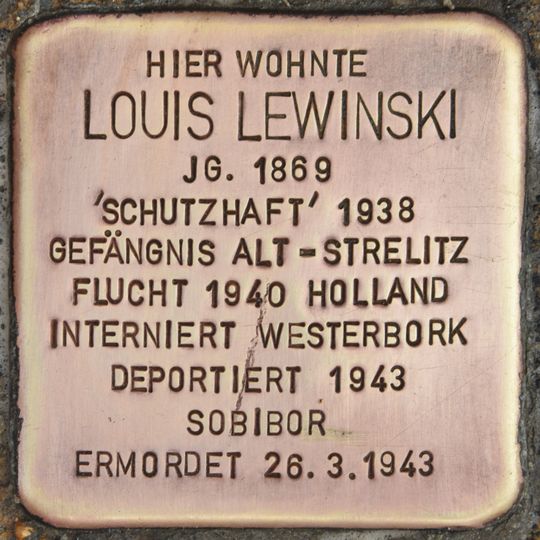 HIER WOHNTE
LOUIS LEWINSKI
JG. 1869
'SCHUTZHAFT' 1938
GEFÄNGNIS ALT-STRELITZ
FLUCHT 1940 HOLLAND
INTERNIERT WESTERBORK
DEPORTIERT 1943
SOBIBOR
ERMORDET 26.3.1943